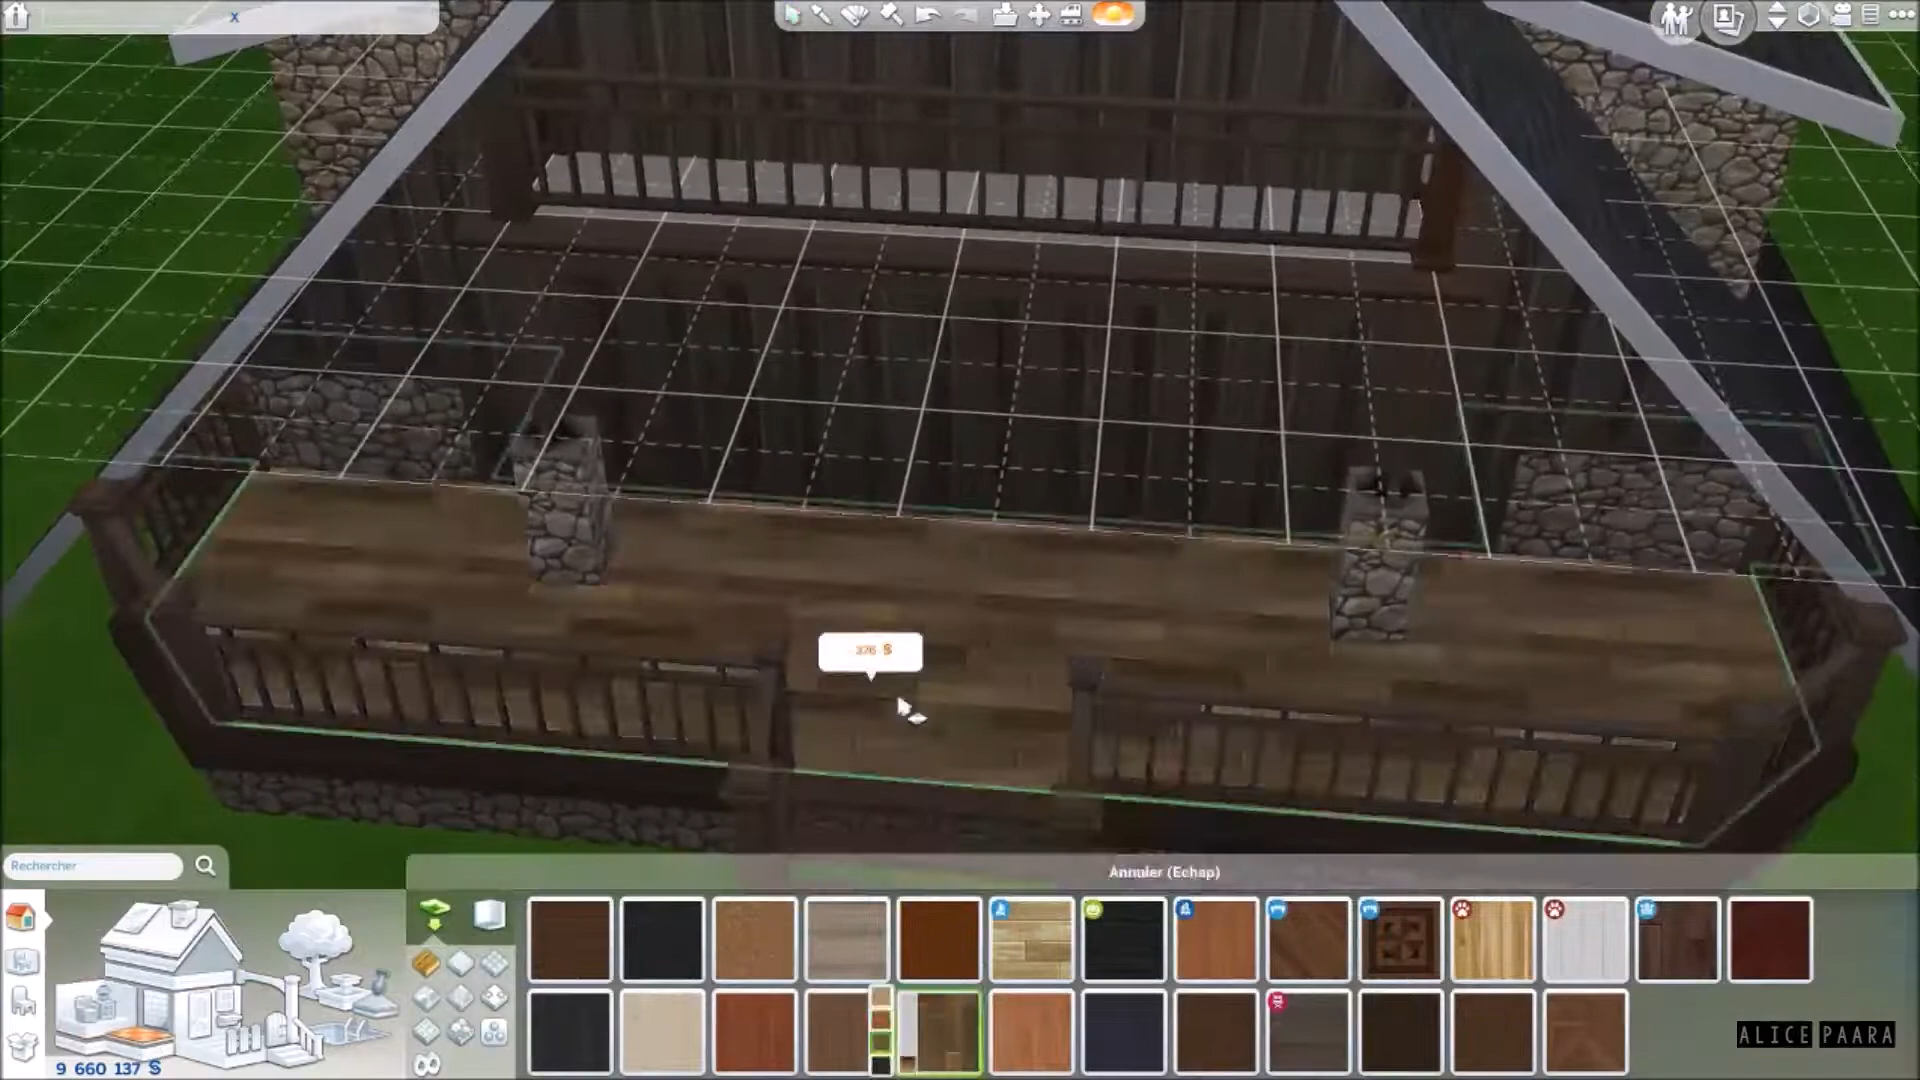 x
376 $
Rechercher
Annuler (Echap)
9 660 137 §
ALICE PAARA